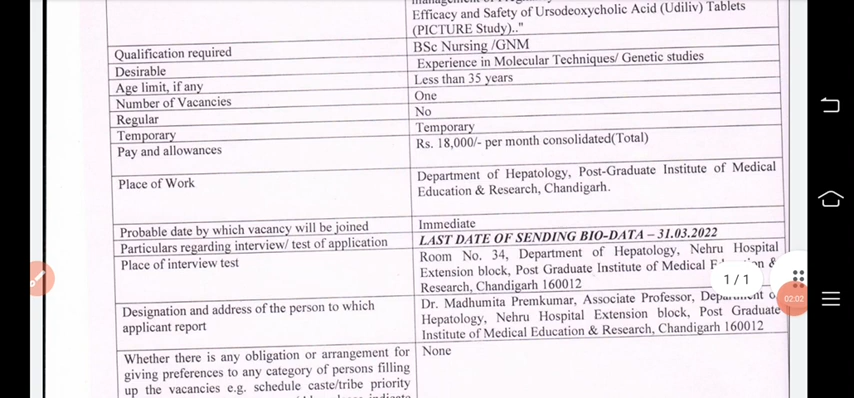 Efficacy and Safety of Ursodeoxycholic Acid (Udiliv) Tablets
(PICTURE Study).."
Qualification required BSc Nursing /GNM
Desirable Experience in Molecular Techniques/ Genetic studies
Age limit, if any Less than 35 years
Number of Vacancies One
Regular No
Temporary Temporary
Pay and allowances Rs. 18,000/- per month consolidated(Total)
Place of Work Department of Hepatology, Post-Graduate Institute of Medical
Education & Research, Chandigarh.
Probable date by which vacancy will be joined Immediate
Particulars regarding interview/ test of application LAST DATE OF SENDING BIO-DATA – 31.03.2022
Place of interview test Room No. 34, Department of Hepatology, Nehru Hospital
Extension block, Post Graduate Institute of Medical &
Research, Chandigarh 160012
1/1
02:02
Designation and address of the person to which Dr. Madhumita Premkumar, Associate Professor,
applicant report Hepatology, Nehru Hospital Extension block, Post Graduate
Institute of Medical Education & Research, Chandigarh 160012
Whether there is any obligation or arrangement for None
giving preferences to any category of persons filling
up the vacancies e.g. schedule caste/tribe priority